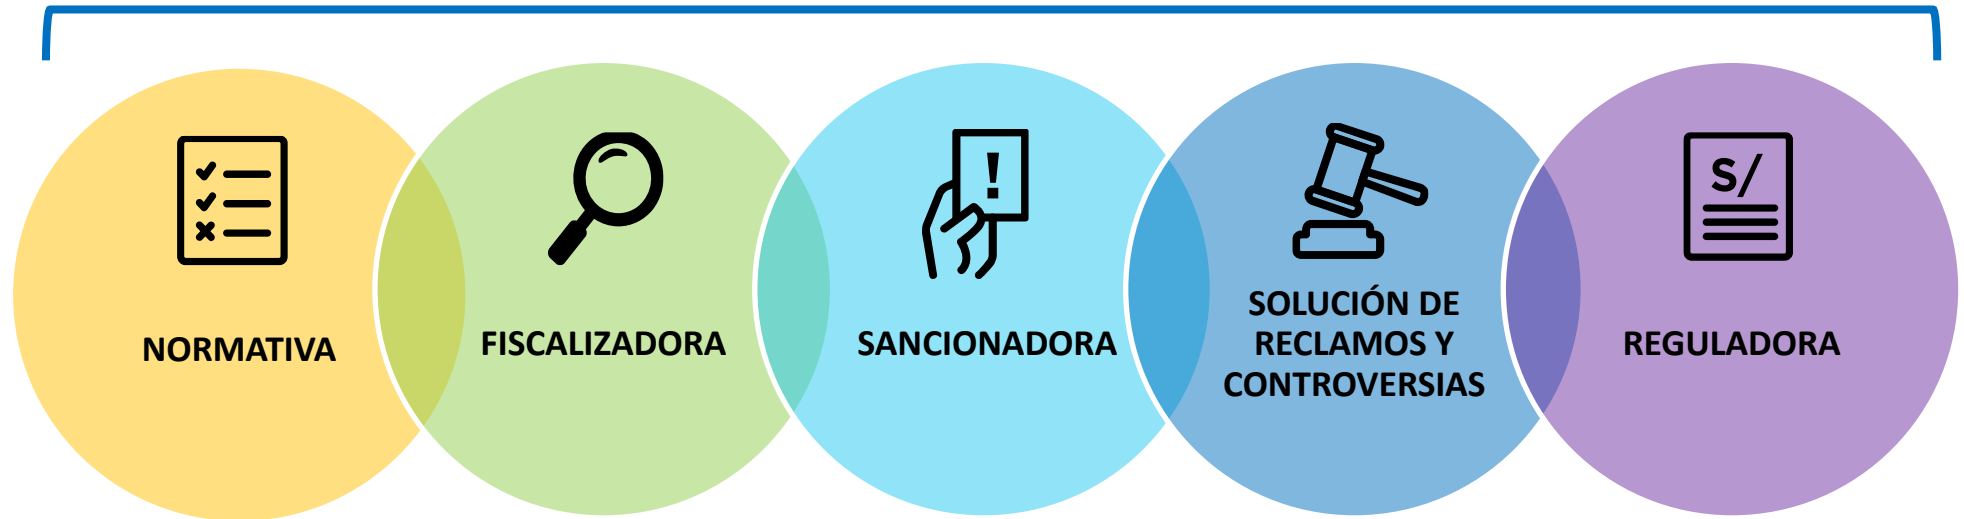 NORMATIVA
FISCALIZADORA
!
SANCIONADORA
SOLUCIÓN DE
RECLAMOS Y
CONTROVERSIAS
S/
REGULADORA